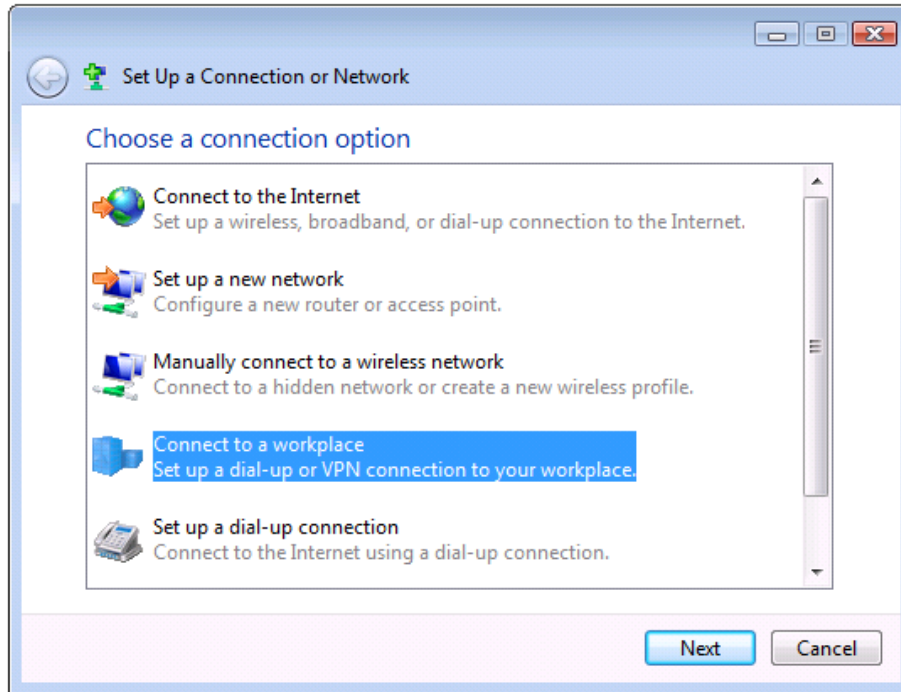 Set Up a Connection or Network
Choose a connection option
Connect to the Internet
Set up a wireless, broadband, or dial-up connection to the Internet.
Set up a new network
Configure a new router or access point.
Manually connect to a wireless network
Connect to a hidden network or create a new wireless profile.
Connect to a workplace
Set up a dial-up or VPN connection to your workplace.
Set up a dial-up connection
Connect to the Internet using a dial-up connection.
Next Cancel